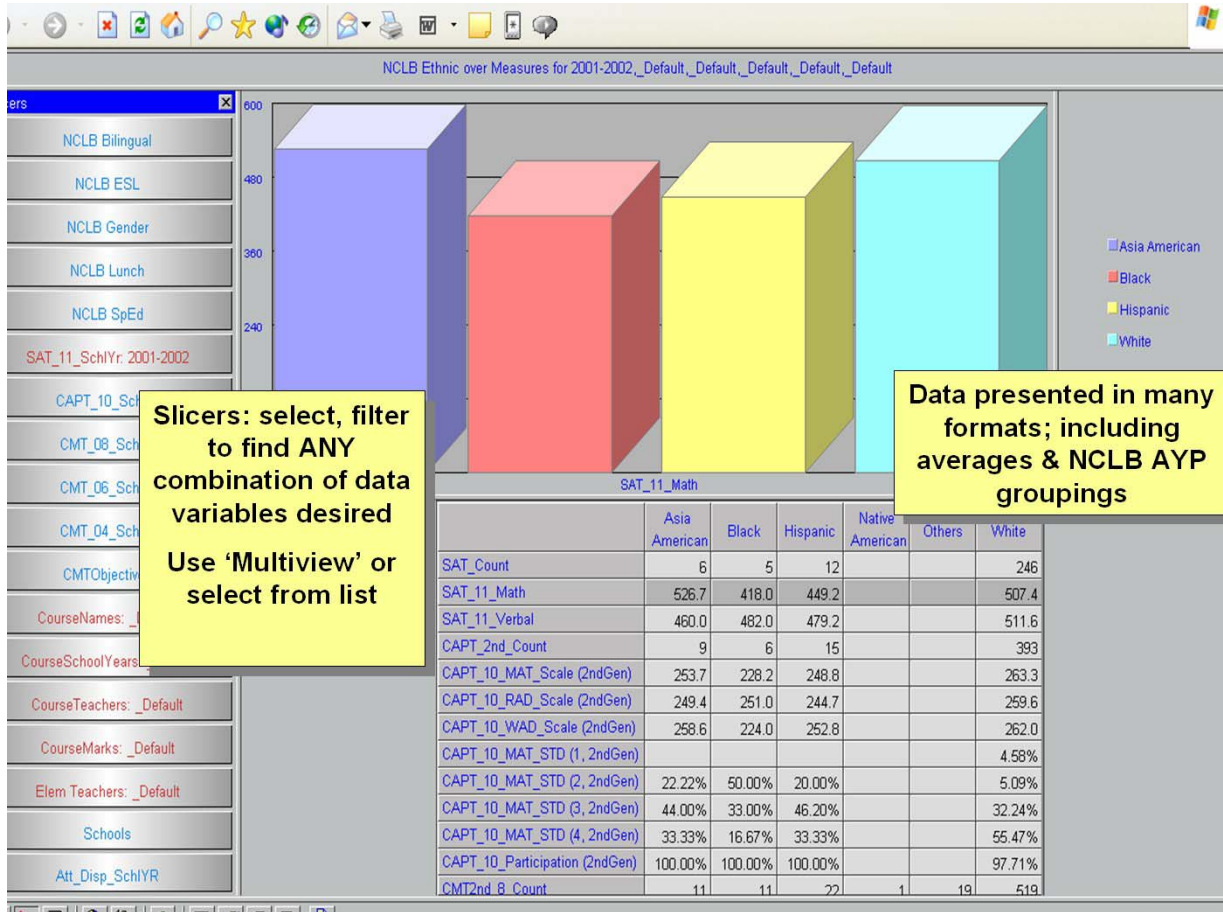 NCLB Ethnic over Measures for 2001-2002,_Default,_Default,_Default,_Default,_Default
cers
NCLB Bilingual
NCLB ESL
NCLB Gender
NCLB Lunch
NCLB SpEd
SAT_11_SchlYr: 2001-2002
CAPT_10_Sch
CMT_08_Sch
CMT_06_Sch
CMT_04_Sch
CMTObjectiv
CourseNames: _
CourseSchoolYears
CourseTeachers: _Default
CourseMarks: _Default
Elem Teachers: _Default
Schools
Att_Disp_SchlYR
600
480
360
240
SAT_11_Math
Asia American
Black
Hispanic
White
Slicers: select, filter
to find ANY
combination of data
variables desired
Use ‘Multiview’ or
select from list
Data presented in many
formats; including
averages & NCLB AYP
groupings
Asia American Black Hispanic Native American Others White
SAT_Count 6 5 12 246
SAT_11_Math 526.7 418.0 449.2 507.4
SAT_11_Verbal 460.0 482.0 479.2 511.6
CAPT_2nd_Count 9 6 15 393
CAPT_10_MAT_Scale (2ndGen) 253.7 228.2 248.8 263.3
CAPT_10_RAD_Scale (2ndGen) 249.4 251.0 244.7 259.6
CAPT_10_WAD_Scale (2ndGen) 258.6 224.0 252.8 262.0
CAPT_10_MAT_STD (1, 2ndGen) 4.58%
CAPT_10_MAT_STD (2, 2ndGen) 22.22% 50.00% 20.00% 5.09%
CAPT_10_MAT_STD (3, 2ndGen) 44.00% 33.00% 46.20% 32.24%
CAPT_10_MAT_STD (4, 2ndGen) 33.33% 16.67% 33.33% 55.47%
CAPT_10_Participation (2ndGen) 100.00% 100.00% 100.00% 97.71%
CMT2nd_8_Count 11 11 22 1 19 519